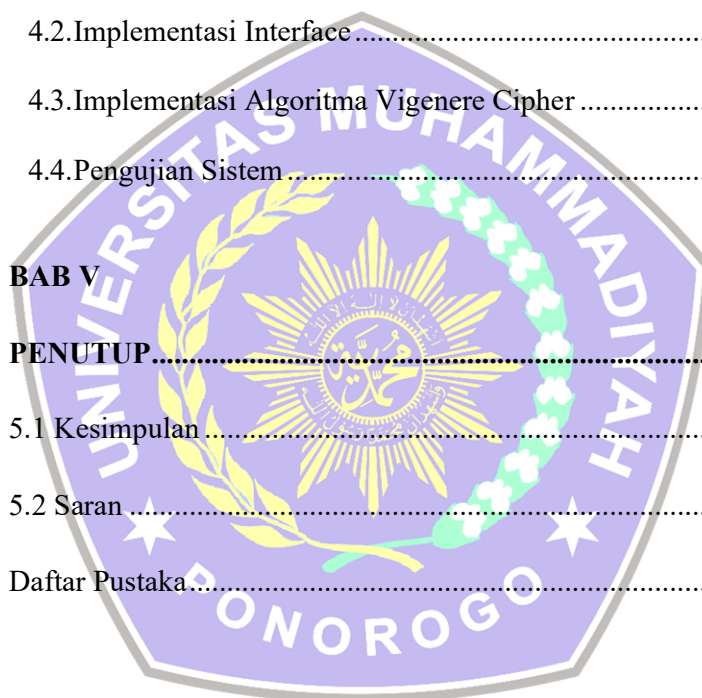 4.2.Implementasi Interface........................................................
4.3.Implementasi Algoritma Vigenere Cipher....................
4.4.Pengujian Sistem....................................................................
BAB V
PENUTUP...........................................................................................
5.1 Kesimpulan....................................................................................
5.2 Saran................................................................................................
Daftar Pustaka......................................................................................
UNIVERSITAS MUHAMMADIYAH
PONOROGO
محمدية